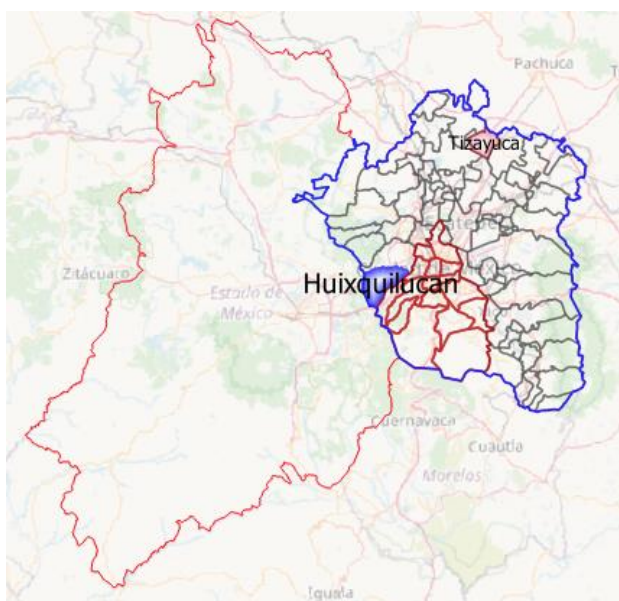 Pachuca
Tizayuca
Zitácuaro
Huixquilucan
Estado de
México
Cuernavaca
Cuautla
Morelos
Iguala